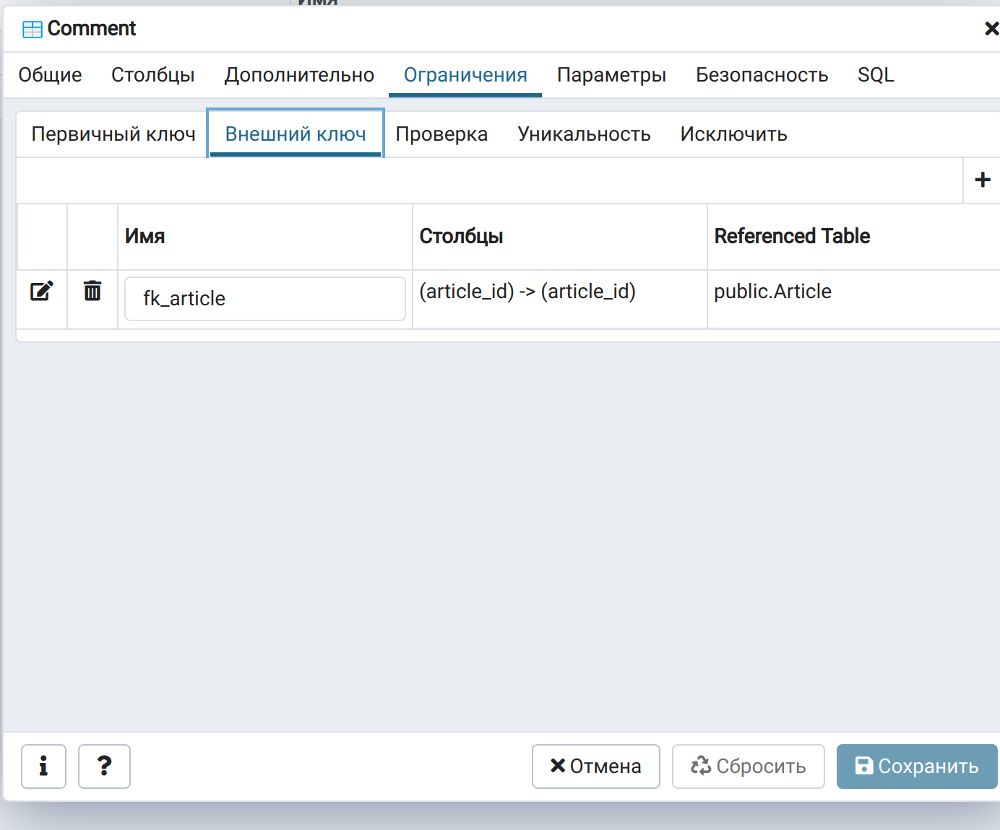 Имя
Comment
Общие Столбцы Дополнительно Ограничения Параметры Безопасность SQL
Первичный ключ Внешний ключ Проверка Уникальность Исключить
Имя Столбцы Referenced Table
fk_article (article_id) -> (article_id) public.Article
Отмена Сбросить Сохранить